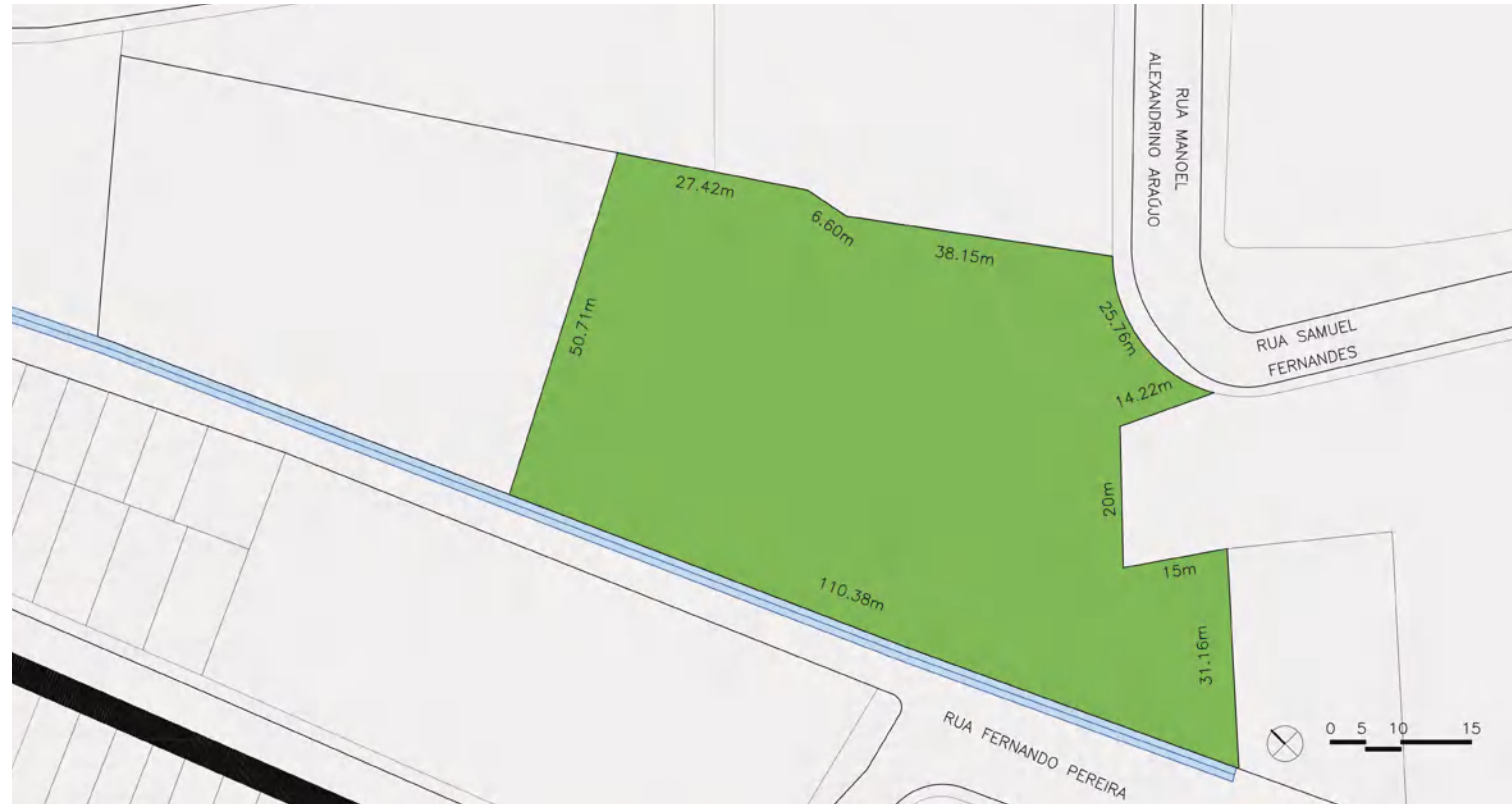 RUA MANOEL
ALEXANDRINO ARAÚJO
27.42m
6.60m
38.15m
25.76m
50.71m
RUA SAMUEL
FERNANDES
14.22m
20m
15m
110.38m
31.16m
RUA FERNANDO PEREIRA
0 5 10 15